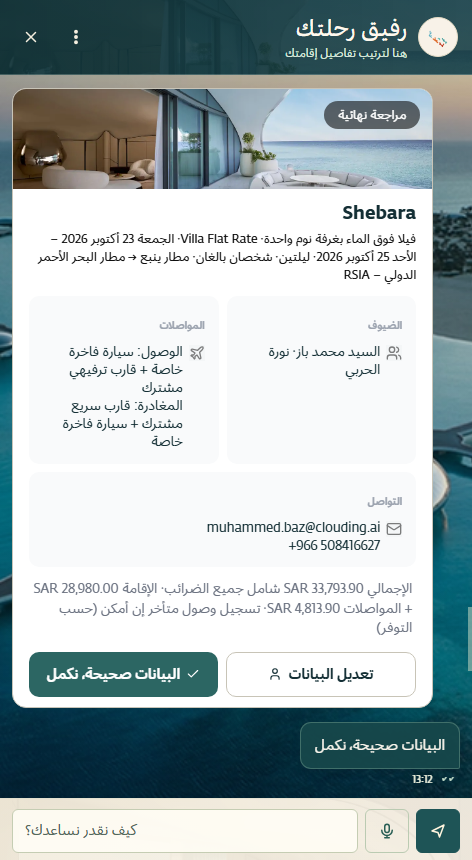 رفيق رحلتك
هنا لترتيب تفاصيل إقامتك
مراجعة نهائية
Shebara
فيلا فوق الماء بغرفة نوم واحدة· Villa Flat Rate· الجمعة 23 أكتوبر 2026 –
الأحد 25 أكتوبر 2026· ليلتين· شخصان بالغان· مطار ينبع → مطار البحر الأحمر
الدولي – RSIA
الضيوف
السيد محمد باز· نورة
الحربي
المواصلات
الوصول: سيارة فاخرة
خاصة + قارب ترفيهي
مشترك
المغادرة: قارب سريع
مشترك + سيارة فاخرة
خاصة
التواصل
muhammed.baz@clouding.ai
+966 508416627
الإجمالي SAR 33,793.90 شامل جميع الضرائب· الإقامة SAR 28,980.00
+ المواصلات SAR 4,813.90· تسجيل وصول متأخر إن أمكن (حسب
التوفر)
تعديل البيانات
البيانات صحيحة، نكمل
البيانات صحيحة، نكمل
13:12
كيف نقدر نساعدك؟